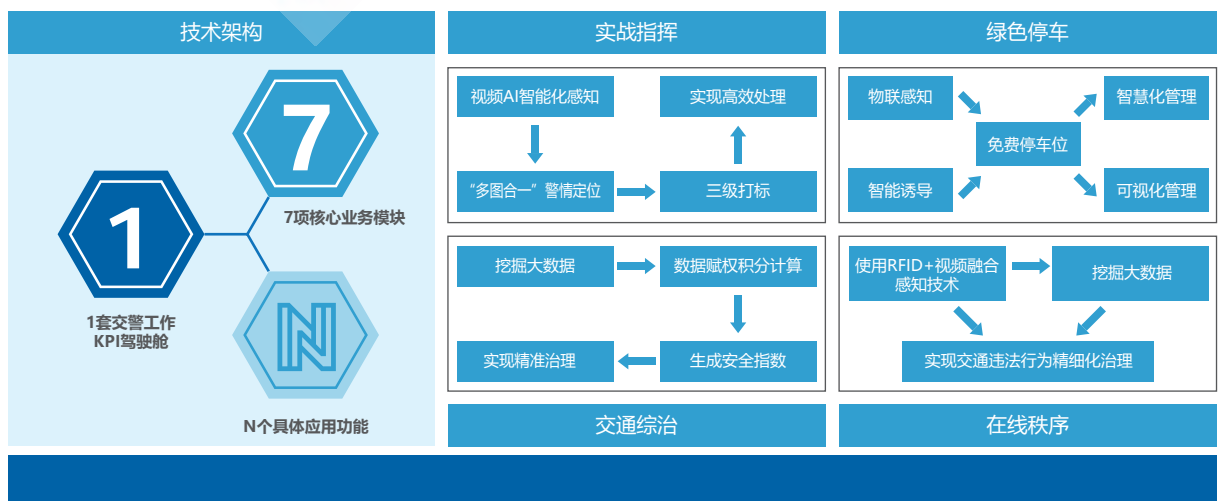 技术架构
7
7项核心业务模块
1
1套交警工作
KPI驾驶舱
N
N个具体应用功能
实战指挥
视频AI智能化感知
实现高效处理
“多图合一”警情定位
三级打标
挖掘大数据
数据赋权积分计算
实现精准治理
生成安全指数
交通综治
绿色停车
物联感知
智慧化管理
免费停车位
智能诱导
可视化管理
使用RFID+视频融合
感知技术
挖掘大数据
实现交通违法行为精细化治理
在线秩序